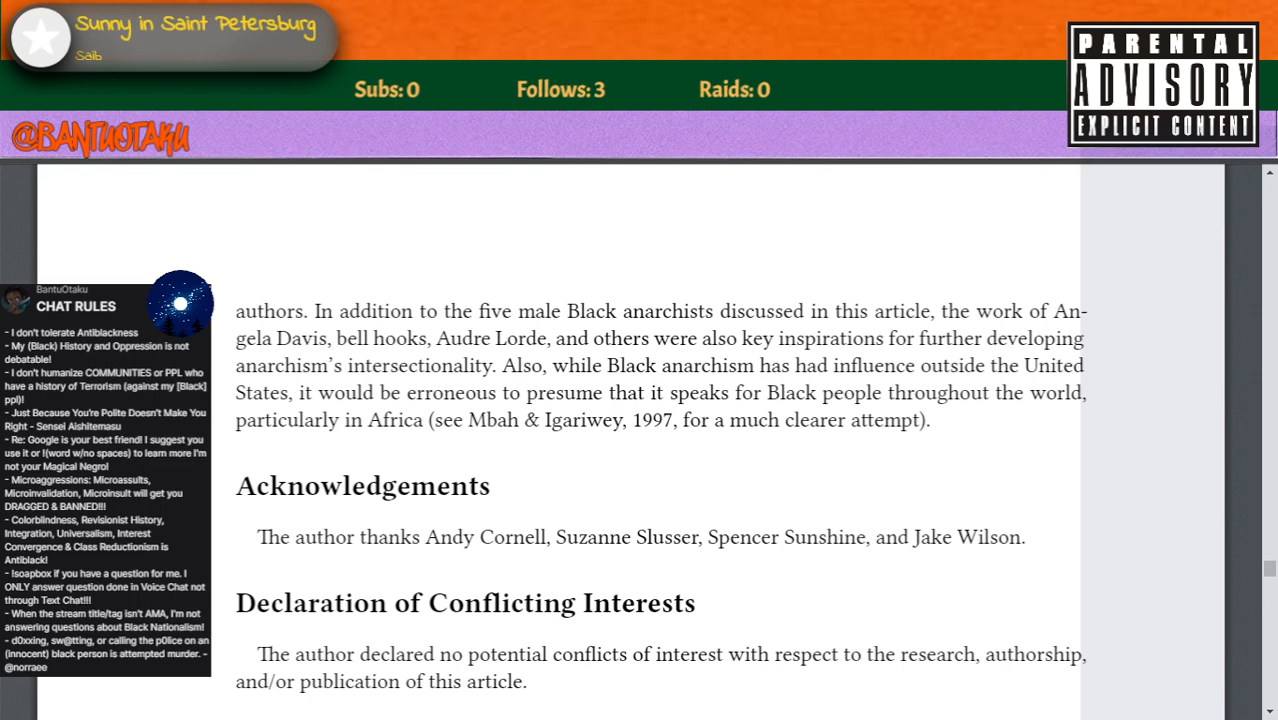 Sunny in Saint Petersburg
Saib
PARENTAL
ADVISORY
EXPLICIT CONTENT
Subs: 0 Follows: 3 Raids: 0
@BANTUOTAKU
BantuOtaku
CHAT RULES
- I don't tolerate Antiblackness
- My (Black) History and Oppression is not
debatable!
- I don't humanize COMMUNITIES or PPL who
have a history of Terrorism (against my [Black]
ppl)!
- Just Because You're Polite Doesn't Make You
Right - Sensei Aishitemasu
- Re: Google is your best friend! I suggest you
use it or !(word w/no spaces) to learn more I'm
not your Magical Negro!
- Microaggressions: Microassults,
Microinvalidation, Microinsult will get you
DRAGGED & BANNED!!!
- Colorblindness, Revisionist History,
Integration, Universalism, Interest
Convergence & Class Reductionism is
Antiblack!
- !soapbox if you have a question for me. I
ONLY answer question done in Voice Chat not
through Text Chat!!!
- When the stream title/tag isn't AMA, I'm not
answering questions about Black Nationalism!
- d0xxing, sw@tting, or calling the p0lice on an
(innocent) black person is attempted murder. -
@norraee
authors. In addition to the five male Black anarchists discussed in this article, the work of An-
gela Davis, bell hooks, Audre Lorde, and others were also key inspirations for further developing
anarchism's intersectionality. Also, while Black anarchism has had influence outside the United
States, it would be erroneous to presume that it speaks for Black people throughout the world,
particularly in Africa (see Mbah & Igariwey, 1997, for a much clearer attempt).
Acknowledgements
The author thanks Andy Cornell, Suzanne Slusser, Spencer Sunshine, and Jake Wilson.
Declaration of Conflicting Interests
The author declared no potential conflicts of interest with respect to the research, authorship,
and/or publication of this article.